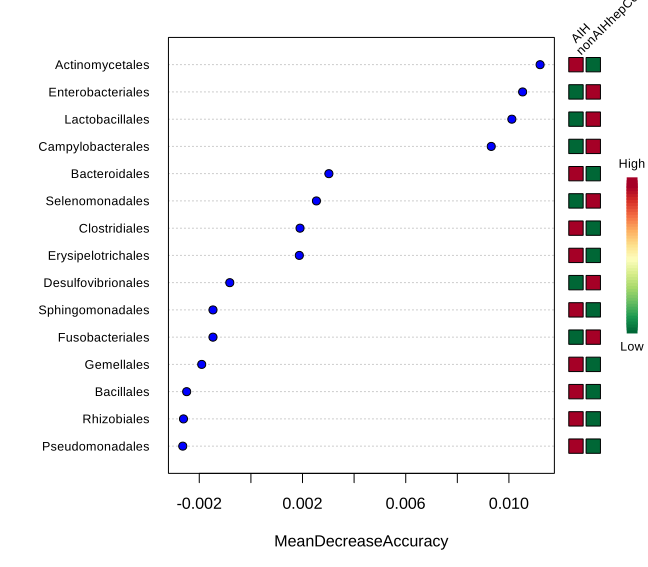 AIH
Actinomycetales
Enterobacteriales
Lactobacillales
Campylobacterales
Bacteroidales
Selenomonadales
Clostridiales
Erysipelotrichales
Desulfovibrionales
Sphingomonadales
Fusobacteriales
Gemellales
Bacillales
Rhizobiales
Pseudomonadales
High
Low
-0.002 0.002 0.006 0.010
MeanDecreaseAccuracy